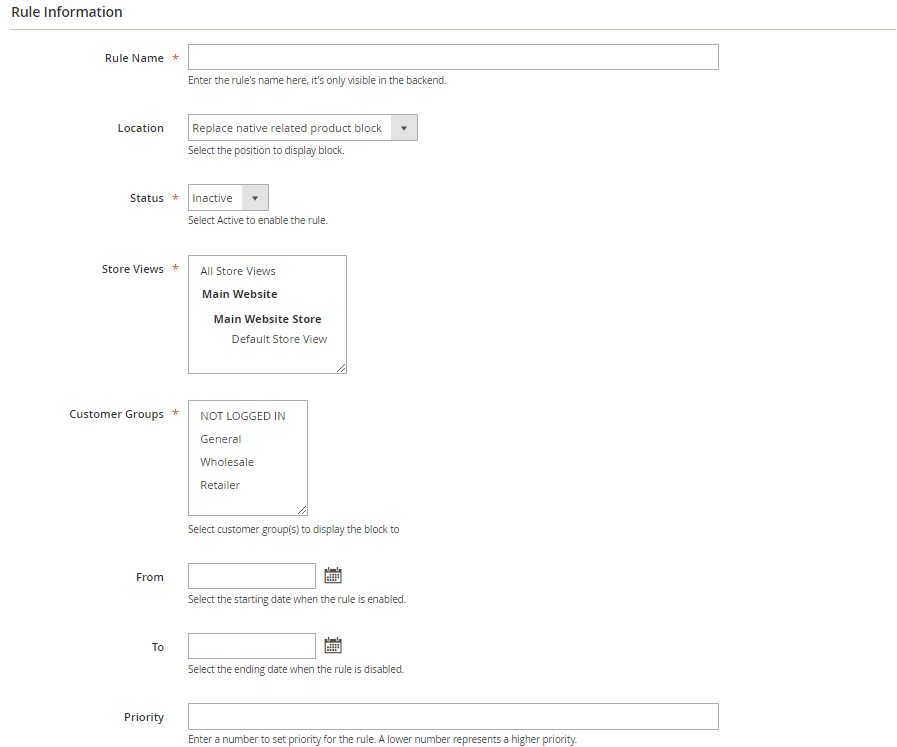 Rule Information
Rule Name *
Enter the rule's name here, it's only visible in the backend.
Location Replace native related product block
Select the position to display block.
Status * Inactive
Select Active to enable the rule.
Store Views * All Store Views
Main Website
Main Website Store
Default Store View
Customer Groups * NOT LOGGED IN
General
Wholesale
Retailer
Select customer group(s) to display the block to
From
Select the starting date when the rule is enabled.
To
Select the ending date when the rule is disabled.
Priority
Enter a number to set priority for the rule. A lower number represents a higher priority.